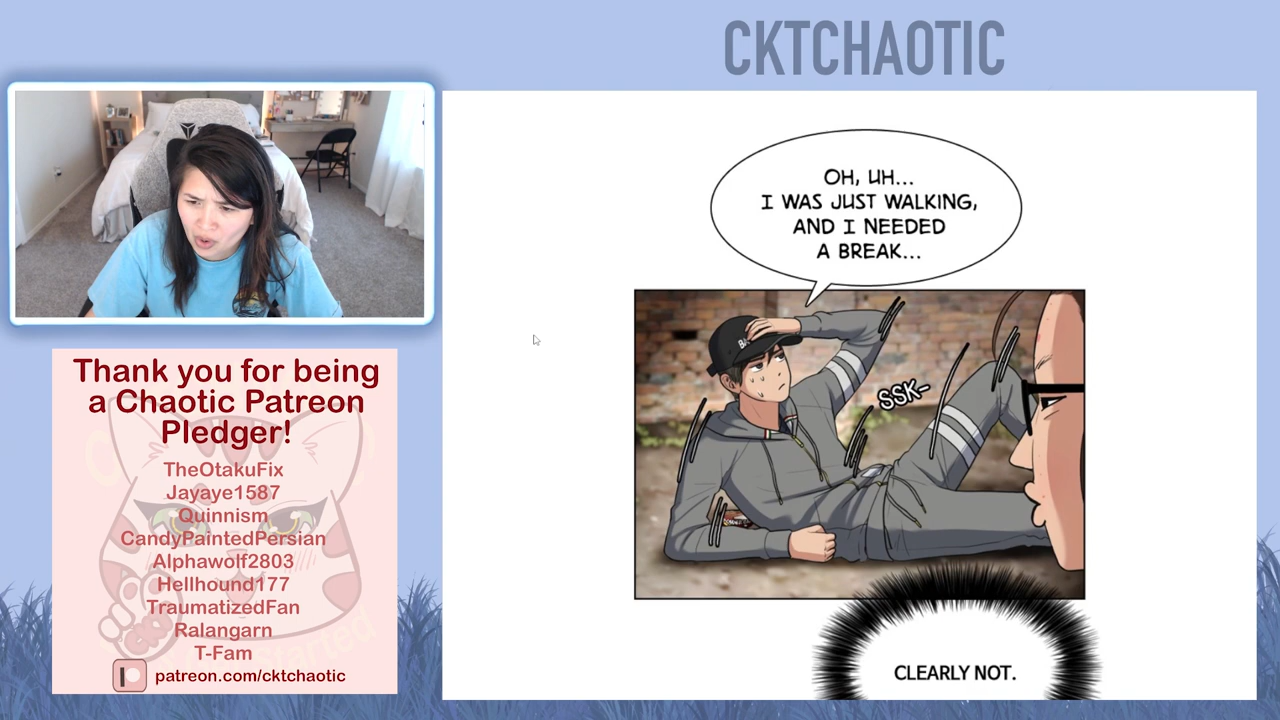 CKTCHAOTIC
OH, UH...
I WAS JUST WALKING,
AND I NEEDED
A BREAK...
SSK-
CLEARLY NOT.
Thank you for being
a Chaotic Patreon
Pledger!
TheOtakuFix
Jayaye1587
Quinnism
CandyPaintedPersian
Alphawolf2803
Hellhound177
TraumatizedFan
Ralangarn
T-Fam
patreon.com/cktchaotic